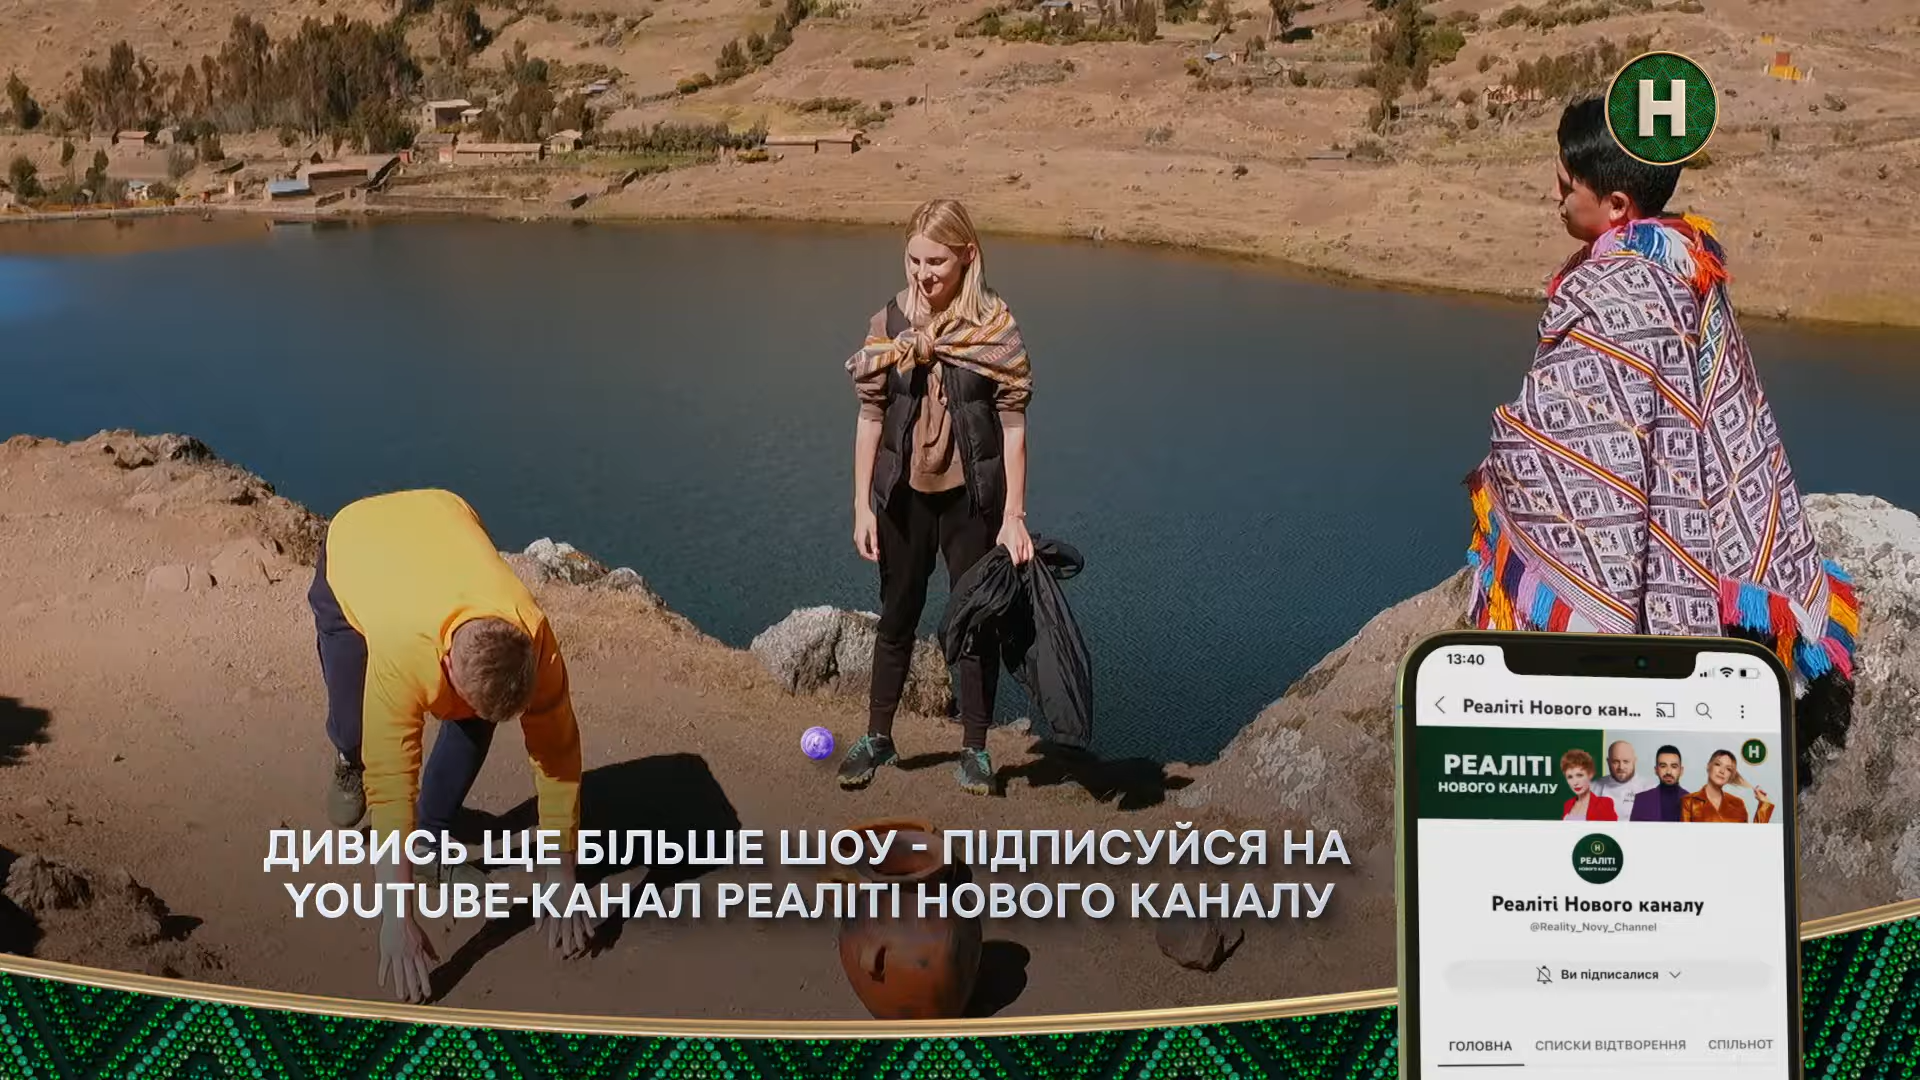 Н
ДИВИСЬ ЩЕ БІЛЬШЕ ШОУ - ПІДПИСУЙСЯ НА
YOUTUBE-КАНАЛ РЕАЛІТІ НОВОГО КАНАЛУ
13:40
Реаліті Нового кан...
РЕАЛІТІ
НОВОГО КАНАЛУ
Н
Н
РЕАЛІТІ
НОВОГО КАНАЛУ
Реаліті Нового каналу
@Reality_Novy_Channel
Ви підписалися
ГОЛОВНА СПИСКИ ВІДТВОРЕННЯ СПІЛЬНОТ